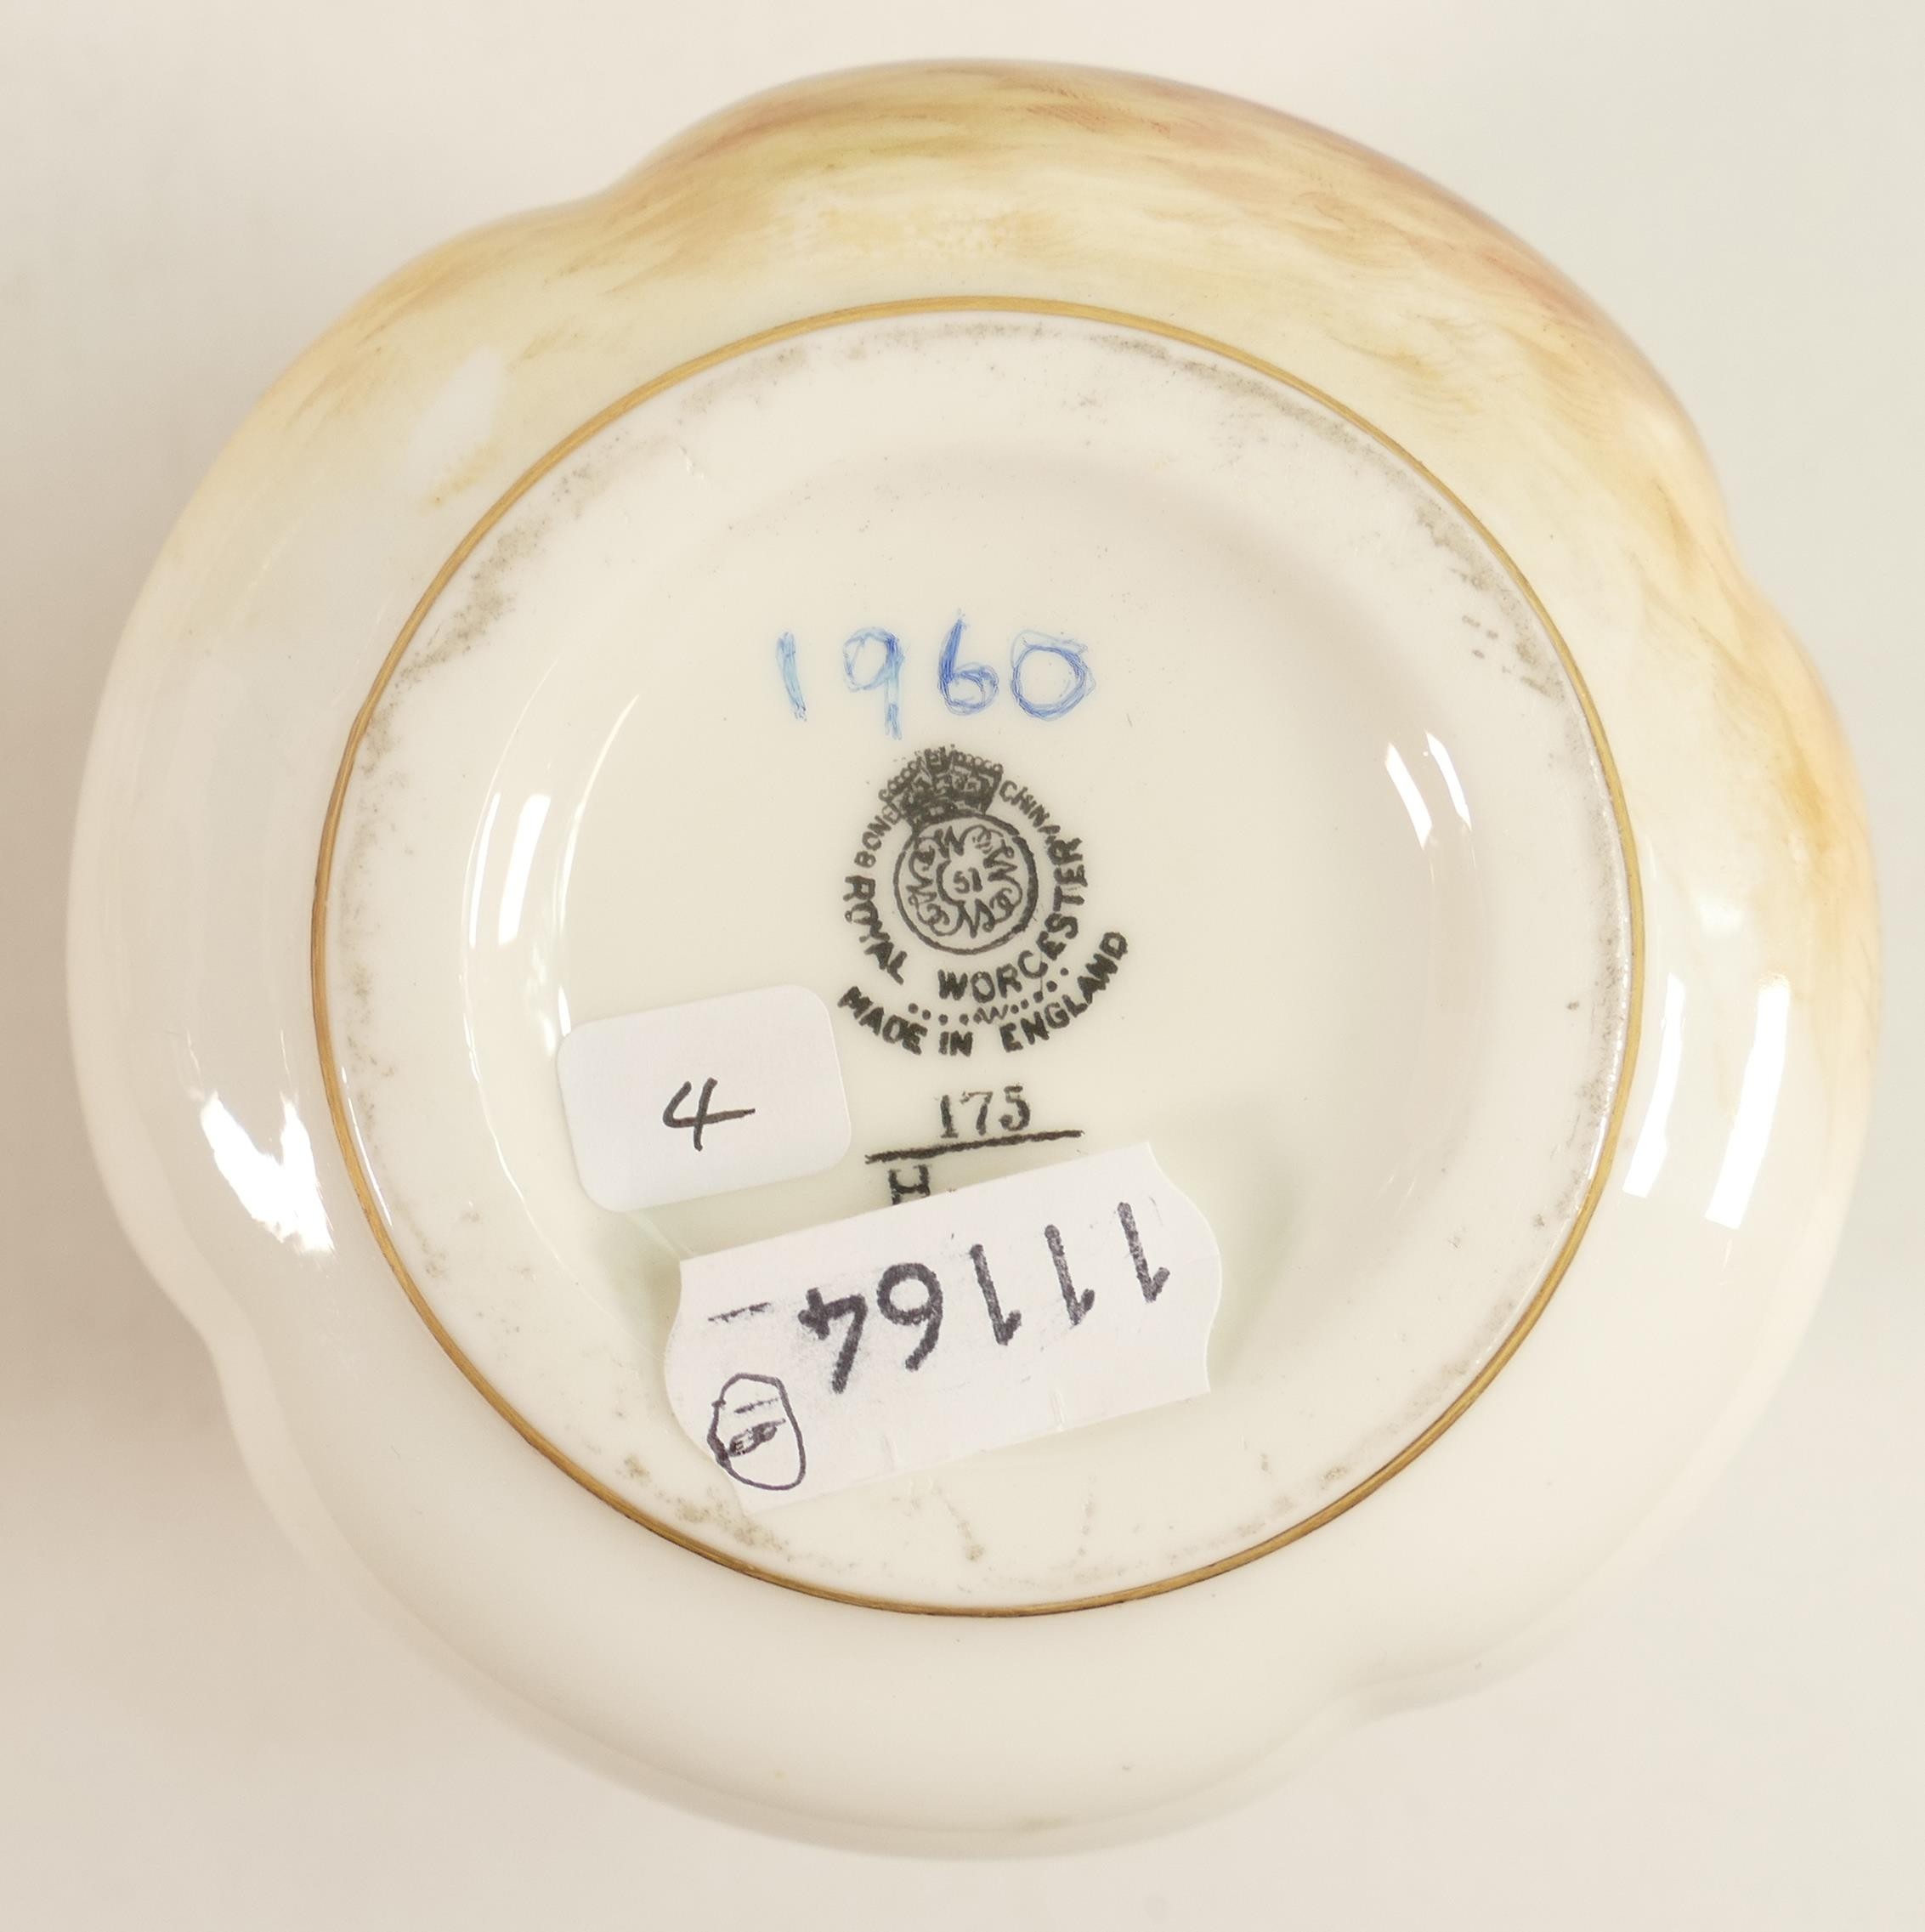 1960
BONE CHINA
51
ROYAL WORCESTER
....W....
MADE IN ENGLAND
4
175
H
11164